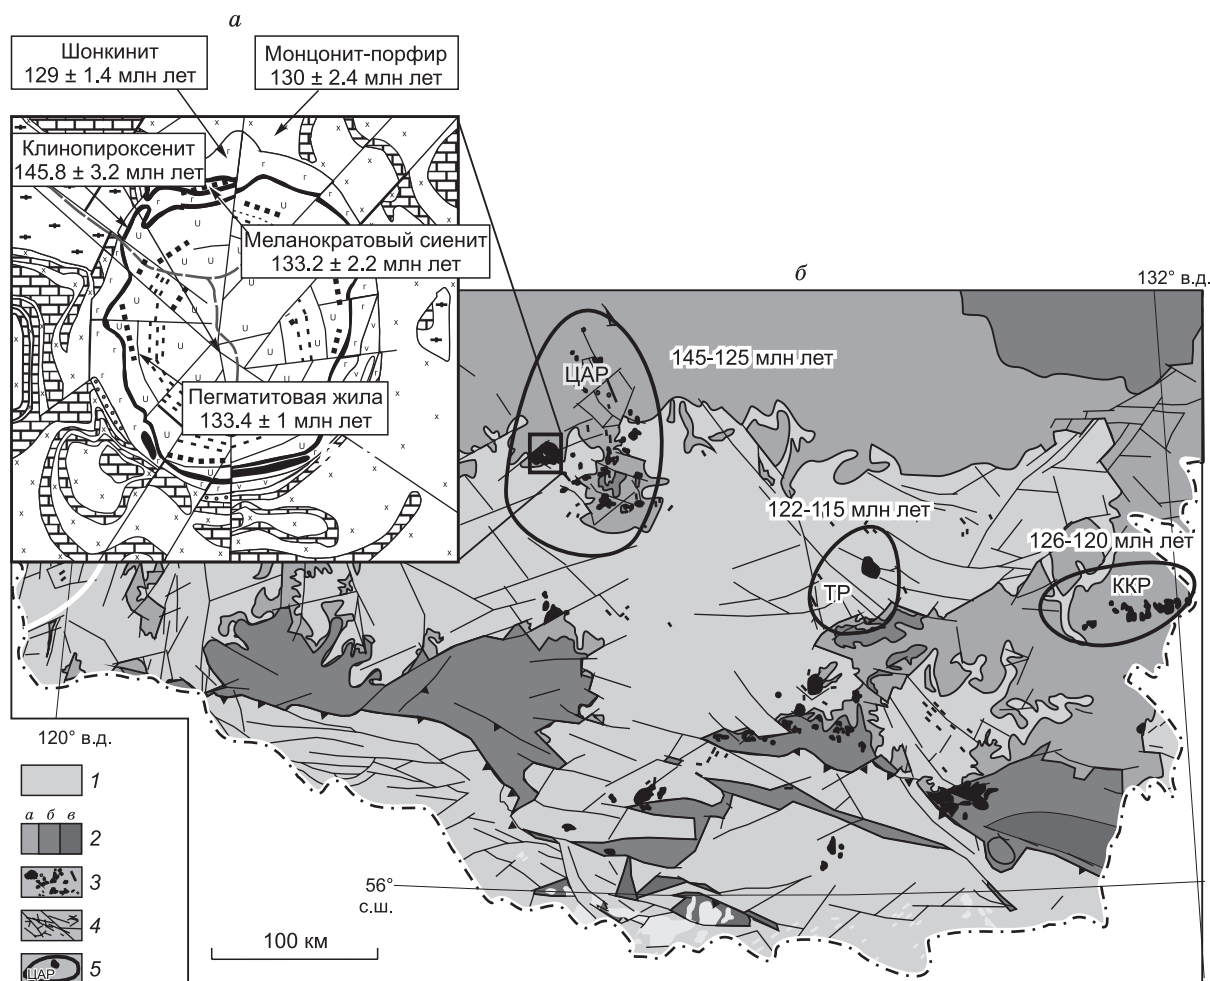 а
Шонкинит
129 ± 1.4 млн лет
Монцонит-порфир
130 ± 2.4 млн лет
Клинопироксенит
145.8 ± 3.2 млн лет
Меланократовый сиенит
133.2 ± 2.2 млн лет
Пегматитовая жила
133.4 ± 1 млн лет
б
132° в.д.
ЦАР
145-125 млн лет
122-115 млн лет
ТР
126-120 млн лет
ККР
120° в.д.
1
а б в
2
3
4
ЦАР
5
56°
с.ш.
100 км